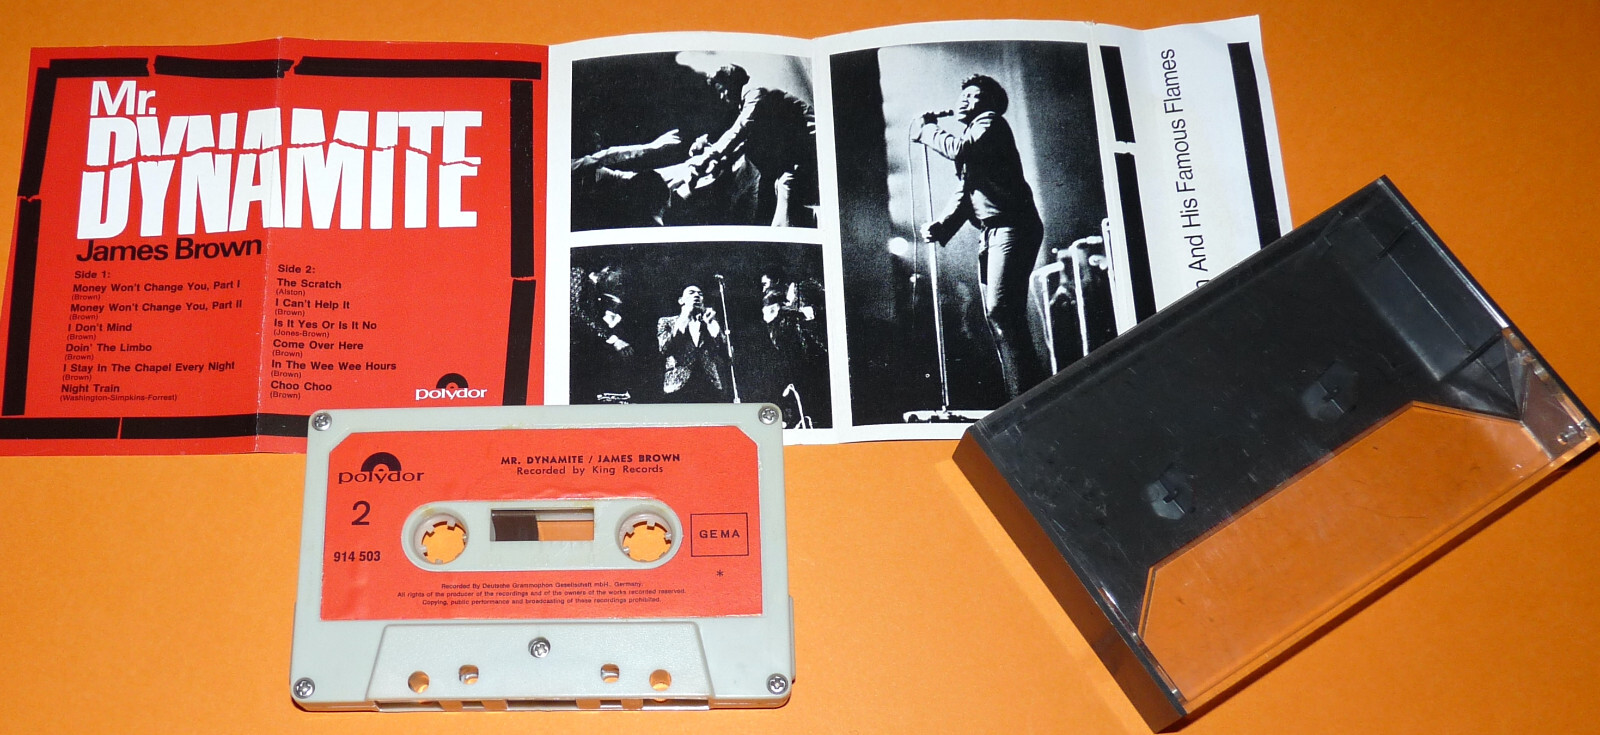 Mr.
DYNAMITE
James Brown
Side 1:
Money Won't Change You, Part I
(Brown)
Money Won't Change You, Part II
(Brown)
I Don't Mind
(Brown)
Doin' The Limbo
(Brown)
I Stay In The Chapel Every Night
(Brown)
Night Train
(Washington-Simpkins-Forrest)
Side 2:
The Scratch
(Alston)
I Can't Help It
(Brown)
Is It Yes Or Is It No
(Jones-Brown)
Come Over Here
(Brown)
In The Wee Wee Hours
(Brown)
Choo Choo
(Brown)
polydor
And His Famous Flames
polydor
MR. DYNAMITE / JAMES BROWN
Recorded by King Records
2
914 503
GEMA
*
Recorded By Deutsche Grammophon Gesellschaft mbH., Germany.
All rights of the producer of the recordings and of the owners of the works recorded reserved.
Copying, public performance and broadcasting of these recordings prohibited.